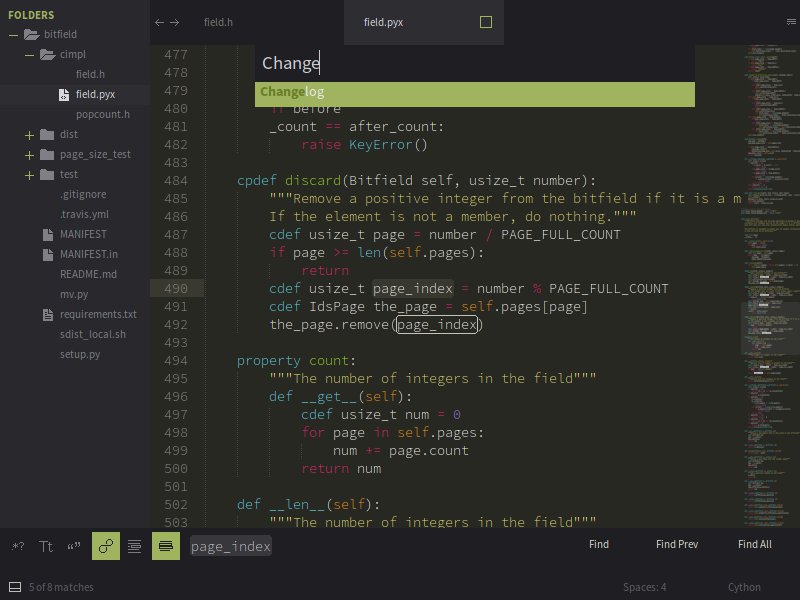 FOLDERS
bitfield
cimpl
field.h
field.pyx
popcount.h
dist
page_size_test
test
.gitignore
.travis.yml
MANIFEST
MANIFEST.in
README.md
mv.py
requirements.txt
sdist_local.sh
setup.py
field.h
field.pyx
Change
Changelog
477
478
479
480 if before
481 _count == after_count:
482 raise KeyError()
483
484 cpdef discard(Bitfield self, usize_t number):
485 """Remove a positive integer from the bitfield if it is a m
486 If the element is not a member, do nothing."""
487 cdef usize_t page = number / PAGE_FULL_COUNT
488 if page >= len(self.pages):
489 return
490 cdef usize_t page_index = number % PAGE_FULL_COUNT
491 cdef IdsPage the_page = self.pages[page]
492 the_page.remove(page_index)
493
494 property count:
495 """The number of integers in the field"""
496 def __get__(self):
497 cdef usize_t num = 0
498 for page in self.pages:
499 num += page.count
500 return num
501
502 def __len__(self):
503 """The number of integers in the field"""
.*? Tt “” page_index Find Find Prev Find All
5 of 8 matches Spaces: 4 Cython